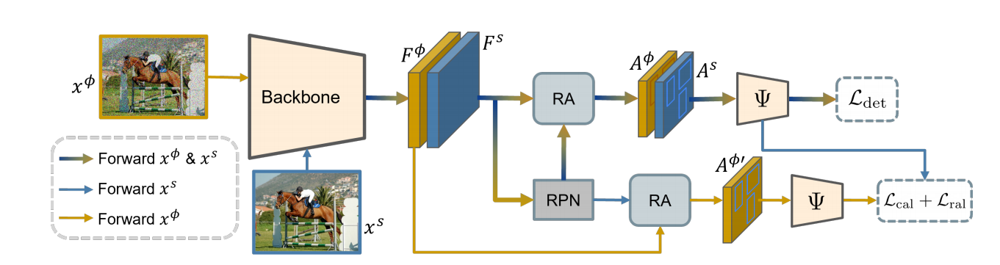 x^ϕ
Backbone
F^ϕ
F^s
RA
A^ϕ
A^s
Ψ
ℒ_det
Forward x^ϕ & x^s
Forward x^s
Forward x^ϕ
x^s
RPN
RA
A^ϕ′
Ψ
ℒ_cal + ℒ_ral